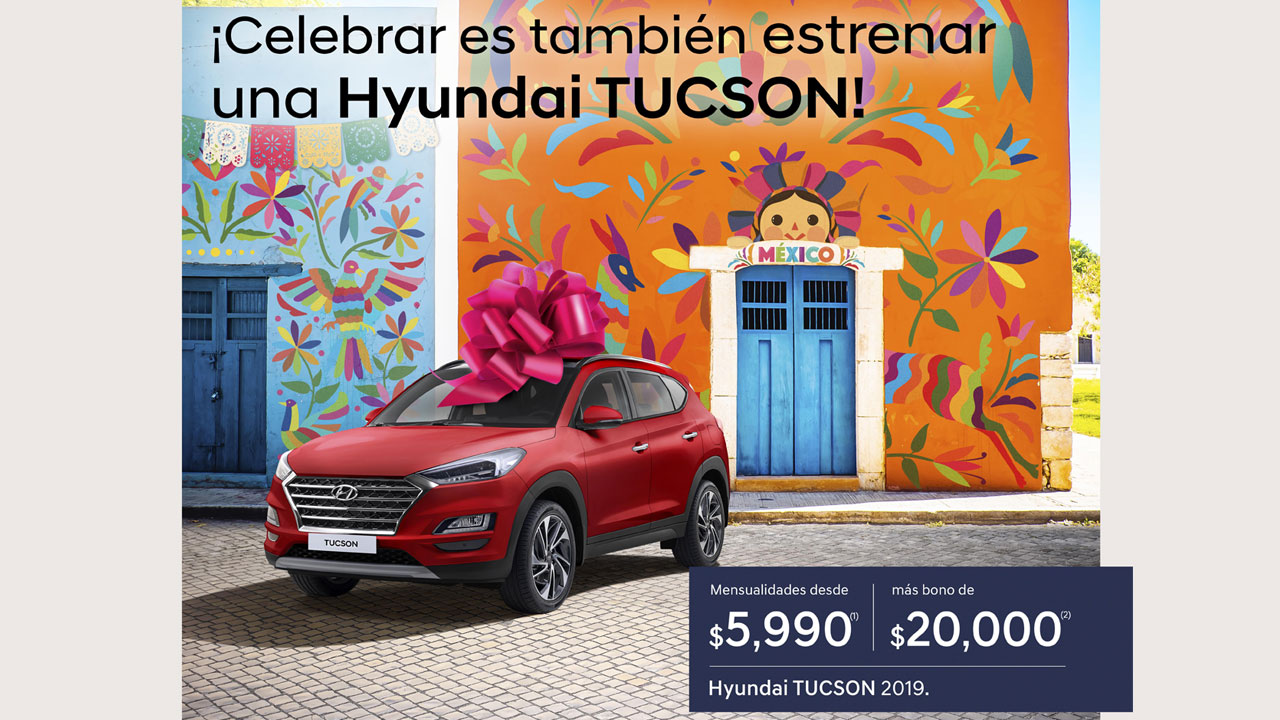 ¡Celebrar es también estrenar
una Hyundai TUCSON!
MÉXICO
TUCSON
Mensualidades desde
$5,990(1)
más bono de
$20,000(2)
Hyundai TUCSON 2019.